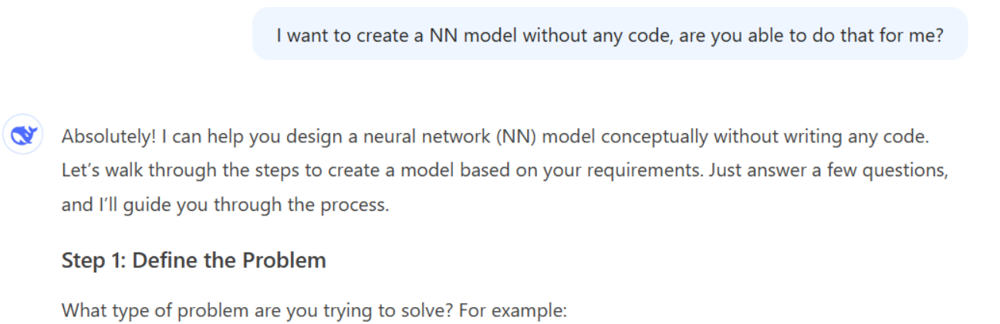 I want to create a NN model without any code, are you able to do that for me?
Absolutely! I can help you design a neural network (NN) model conceptually without writing any code.
Let’s walk through the steps to create a model based on your requirements. Just answer a few questions,
and I’ll guide you through the process.
Step 1: Define the Problem
What type of problem are you trying to solve? For example: